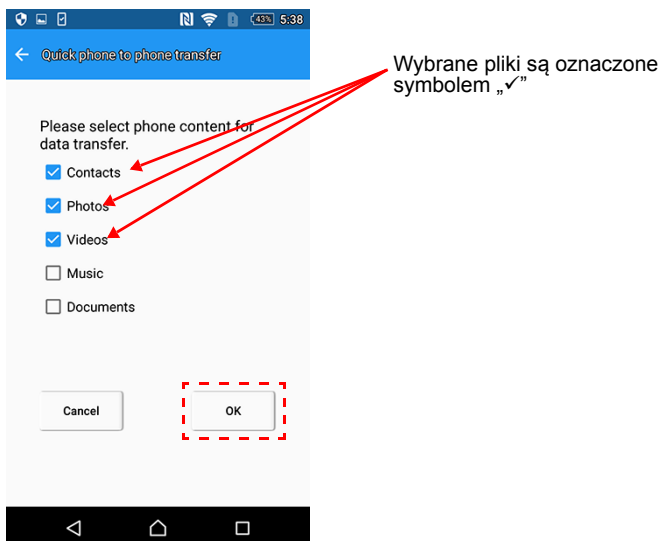 43% 5:38
Quick phone to phone transfer
Wybrane pliki są oznaczone
symbolem „✓”
Please select phone content for
data transfer.
Contacts
Photos
Videos
Music
Documents
Cancel OK